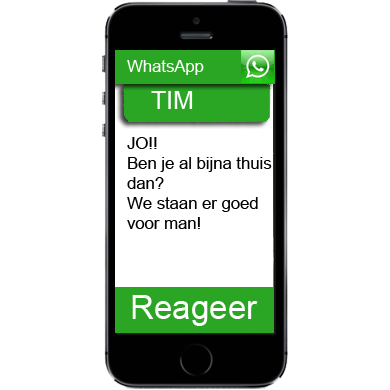 WhatsApp
TIM
JO!!
Ben je al bijna thuis
dan?
We staan er goed
voor man!
Reageer